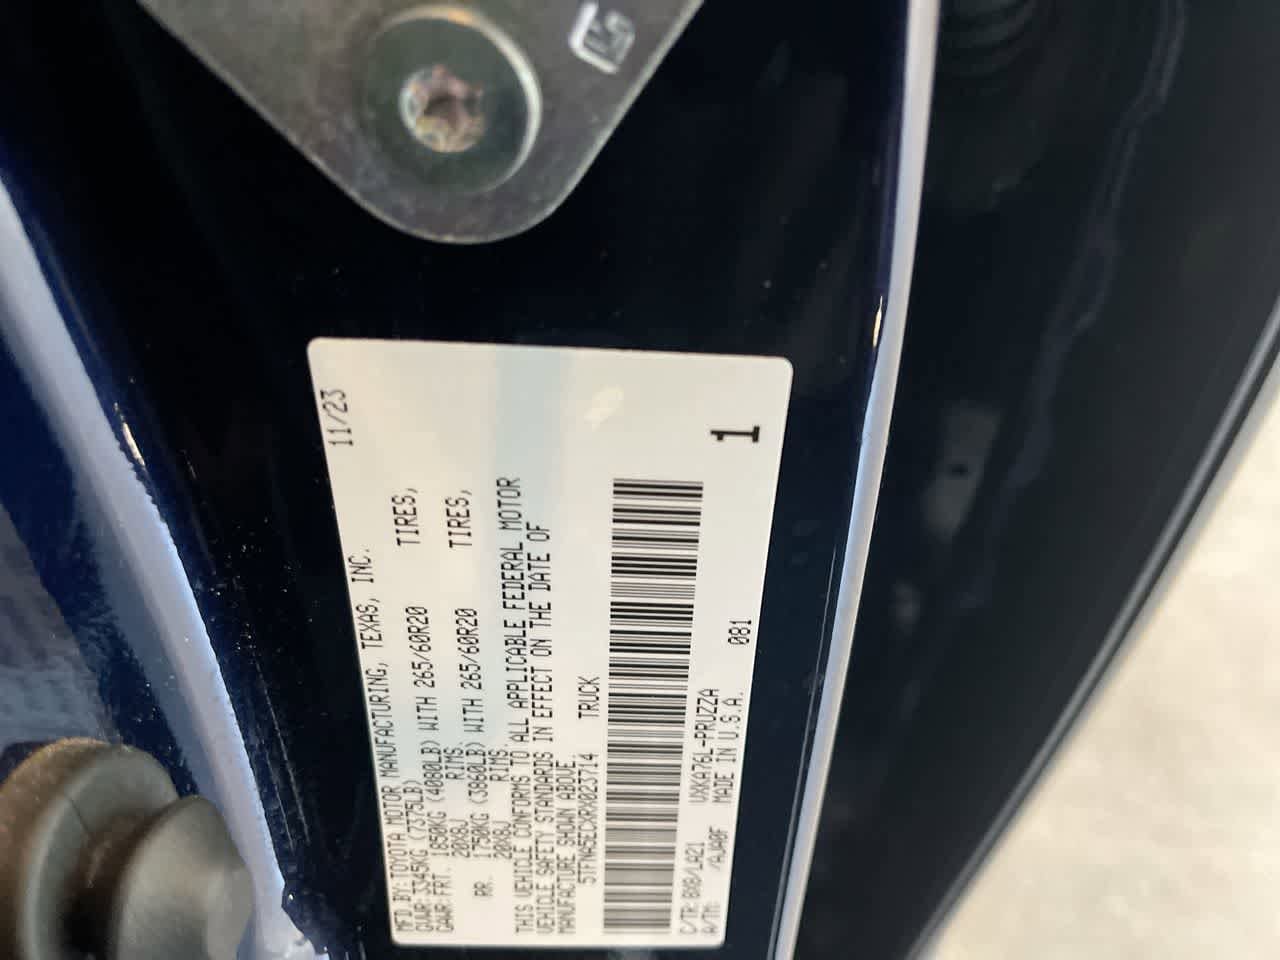 11/23
MFD BY: TOYOTA MOTOR MANUFACTURING, TEXAS, INC.
GVWR: 3345KG (7375LB)
GAWR: FRT. 1850KG (4080LB) WITH 265/60R20 TIRES,
20X8J RIMS.
RR. 1750KG (3860LB) WITH 265/60R20 TIRES,
20X8J RIMS.
THIS VEHICLE CONFORMS TO ALL APPLICABLE FEDERAL MOTOR
VEHICLE SAFETY STANDARDS IN EFFECT ON THE DATE OF
MANUFACTURE SHOWN ABOVE.
5TFNA5ECXRX023714 TRUCK
1
C/TR: 8X8/LA21 VXKA76L-PRUZZA 081
A/TM: /AJA0F MADE IN U.S.A.